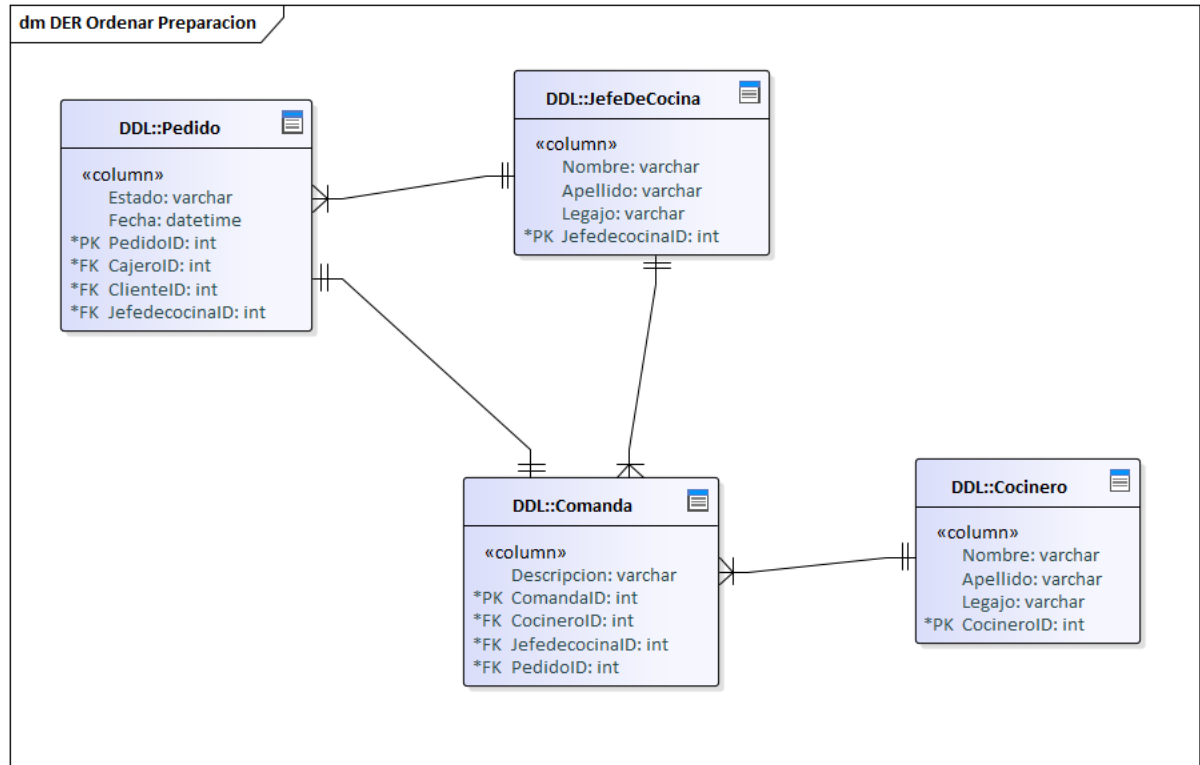 dm DER Ordenar Preparacion
DDL::Pedido
«column»
Estado: varchar
Fecha: datetime
*PK PedidoID: int
*FK CajeroID: int
*FK ClienteID: int
*FK JefedecocinaID: int
DDL::JefeDeCocina
«column»
Nombre: varchar
Apellido: varchar
Legajo: varchar
*PK JefedecocinaID: int
DDL::Comanda
«column»
Descripcion: varchar
*PK ComandaID: int
*FK CocineroID: int
*FK JefedecocinaID: int
*FK PedidoID: int
DDL::Cocinero
«column»
Nombre: varchar
Apellido: varchar
Legajo: varchar
*PK CocineroID: int